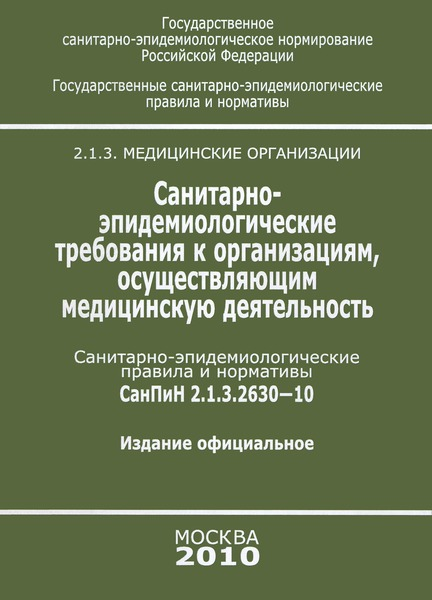 Государственное
санитарно-эпидемиологическое нормирование
Российской Федерации
Государственные санитарно-эпидемиологические
правила и нормативы
2.1.3. МЕДИЦИНСКИЕ ОРГАНИЗАЦИИ
Санитарно-
эпидемиологические
требования к организациям,
осуществляющим
медицинскую деятельность
Санитарно-эпидемиологические
правила и нормативы
СанПиН 2.1.3.2630—10
Издание официальное
МОСКВА
2010